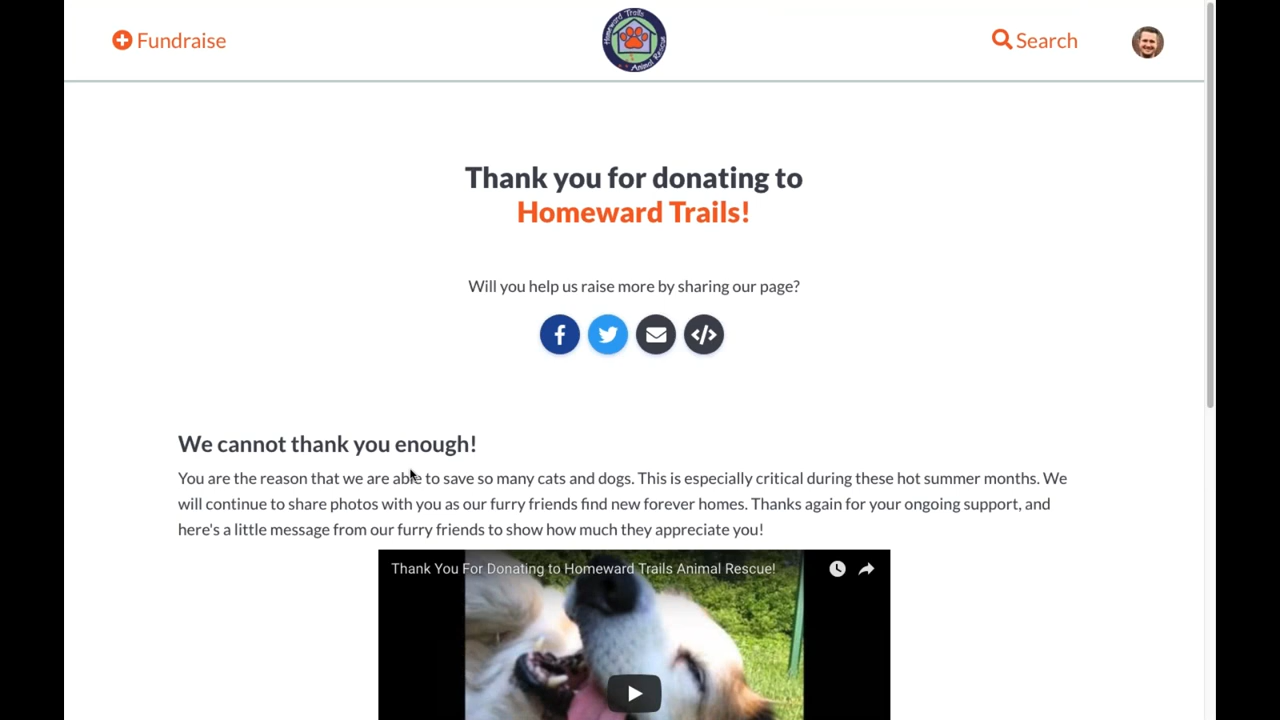 Fundraise
Homeward Trails
Animal Rescue
Search
Thank you for donating to
Homeward Trails!
Will you help us raise more by sharing our page?
We cannot thank you enough!
You are the reason that we are able to save so many cats and dogs. This is especially critical during these hot summer months. We
will continue to share photos with you as our furry friends find new forever homes. Thanks again for your ongoing support, and
here's a little message from our furry friends to show how much they appreciate you!
Thank You For Donating to Homeward Trails Animal Rescue!